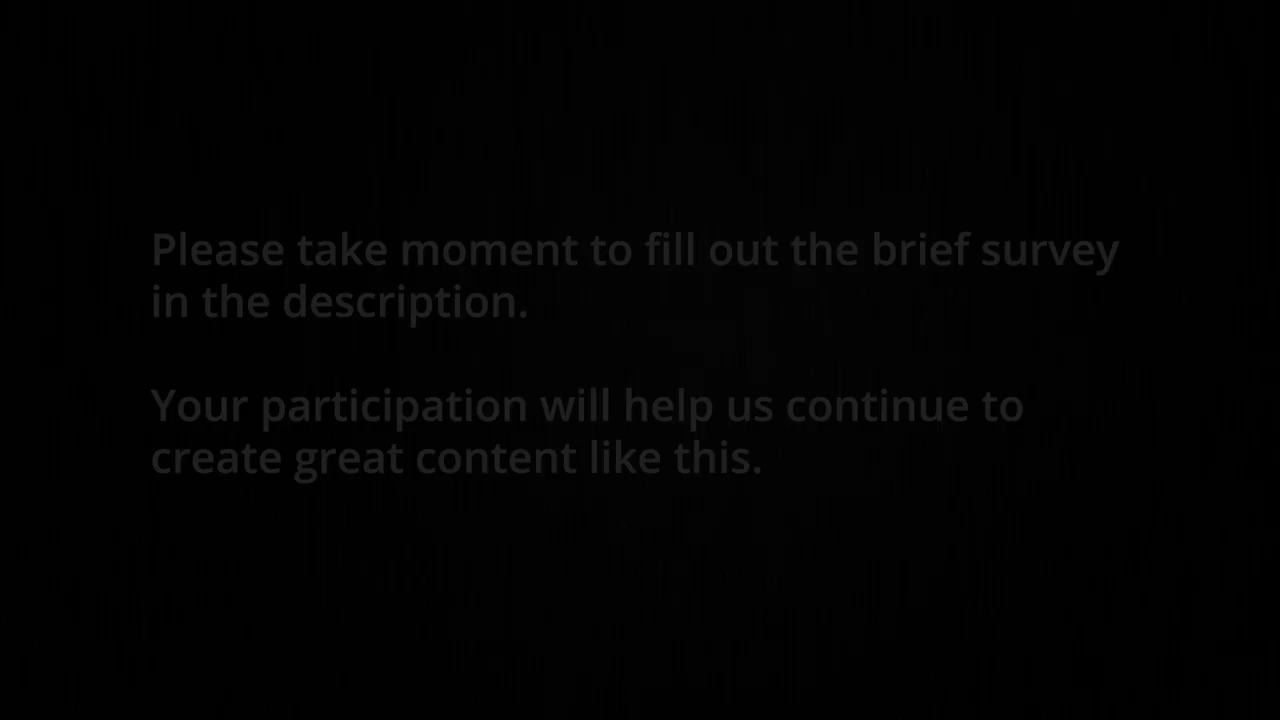 Please take moment to fill out the brief survey
in the description.
Your participation will help us continue to
create great content like this.